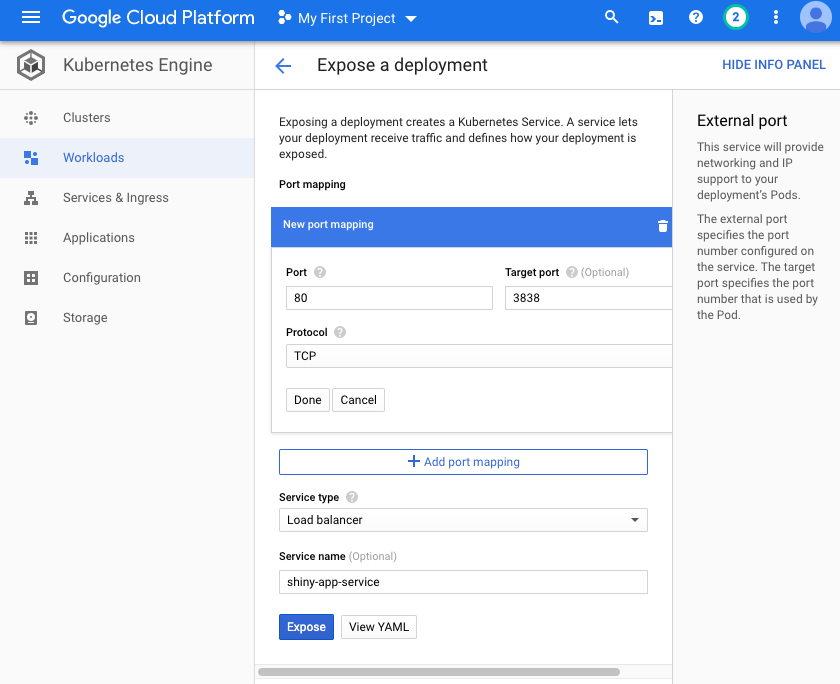 Google Cloud Platform My First Project 2
Kubernetes Engine
Expose a deployment
HIDE INFO PANEL
Clusters
Workloads
Services & Ingress
Applications
Configuration
Storage
Exposing a deployment creates a Kubernetes Service. A service lets
your deployment receive traffic and defines how your deployment is
exposed.
Port mapping
New port mapping
Port ?
Target port ? (Optional)
80
3838
Protocol ?
TCP
Done Cancel
+ Add port mapping
Service type ?
Load balancer
Service name (Optional)
shiny-app-service
Expose View YAML
External port
This service will provide
networking and IP
support to your
deployment's Pods.
The external port
specifies the port
number configured on
the service. The target
port specifies the port
number that is used by
the Pod.